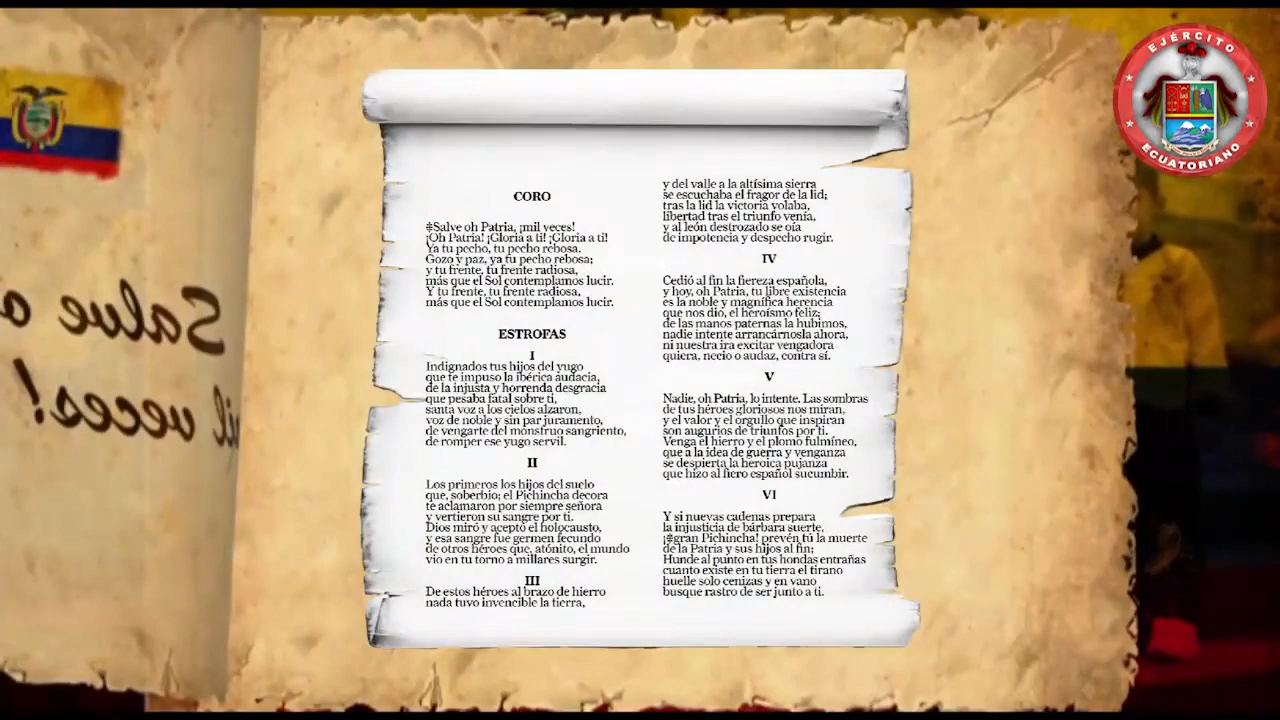 EJÉRCITO
ECUATORIANO
Salve o
mil veces!
CORO
‡Salve oh Patria, ¡mil veces!
¡Oh Patria! ¡Gloria a ti! ¡Gloria a ti!
Ya tu pecho, tu pecho rebosa.
Gozo y paz, ya tu pecho rebosa;
y tu frente, tu frente radiosa,
más que el Sol contemplamos lucir.
Y tu frente, tu frente radiosa,
más que el Sol contemplamos lucir.
ESTROFAS
I
Indignados tus hijos del yugo
que te impuso la ibérica audacia,
de la injusta y horrenda desgracia
que pesaba fatal sobre ti,
santa voz a los cielos alzaron,
voz de noble y sin par juramento,
de vengarte del monstruo sangriento,
de romper ese yugo servil.
II
Los primeros los hijos del suelo
que, soberbio; el Pichincha decora
te aclamaron por siempre señora
y vertieron su sangre por ti.
Dios miró y aceptó el holocausto,
y esa sangre fue germen fecundo
de otros héroes que, atónito, el mundo
vio en tu torno a millares surgir.
III
De estos héroes al brazo de hierro
nada tuvo invencible la tierra,
y del valle a la altísima sierra
se escuchaba el fragor de la lid;
tras la lid la victoria volaba,
libertad tras el triunfo venía,
y al león destrozado se oía
de impotencia y despecho rugir.
IV
Cedió al fin la fiereza española,
y hoy, oh Patria, tu libre existencia
es la noble y magnífica herencia
que nos dio, el heroísmo feliz;
de las manos paternas la hubimos,
nadie intente arrancárnosla ahora,
ni nuestra ira excitar vengadora
quiera, necio o audaz, contra sí.
V
Nadie, oh Patria, lo intente. Las sombras
de tus héroes gloriosos nos miran,
y el valor y el orgullo que inspiran
son augurios de triunfos por ti.
Venga el hierro y el plomo fulmíneo,
que a la idea de guerra y venganza
se despierta la heroica pujanza
que hizo al fiero español sucumbir.
VI
Y si nuevas cadenas prepara
la injusticia de bárbara suerte,
¡‡gran Pichincha! prevén tú la muerte
de la Patria y sus hijos al fin;
Hunde al punto en tus hondas entrañas
cuanto existe en tu tierra el tirano
huelle solo cenizas y en vano
busque rastro de ser junto a ti.